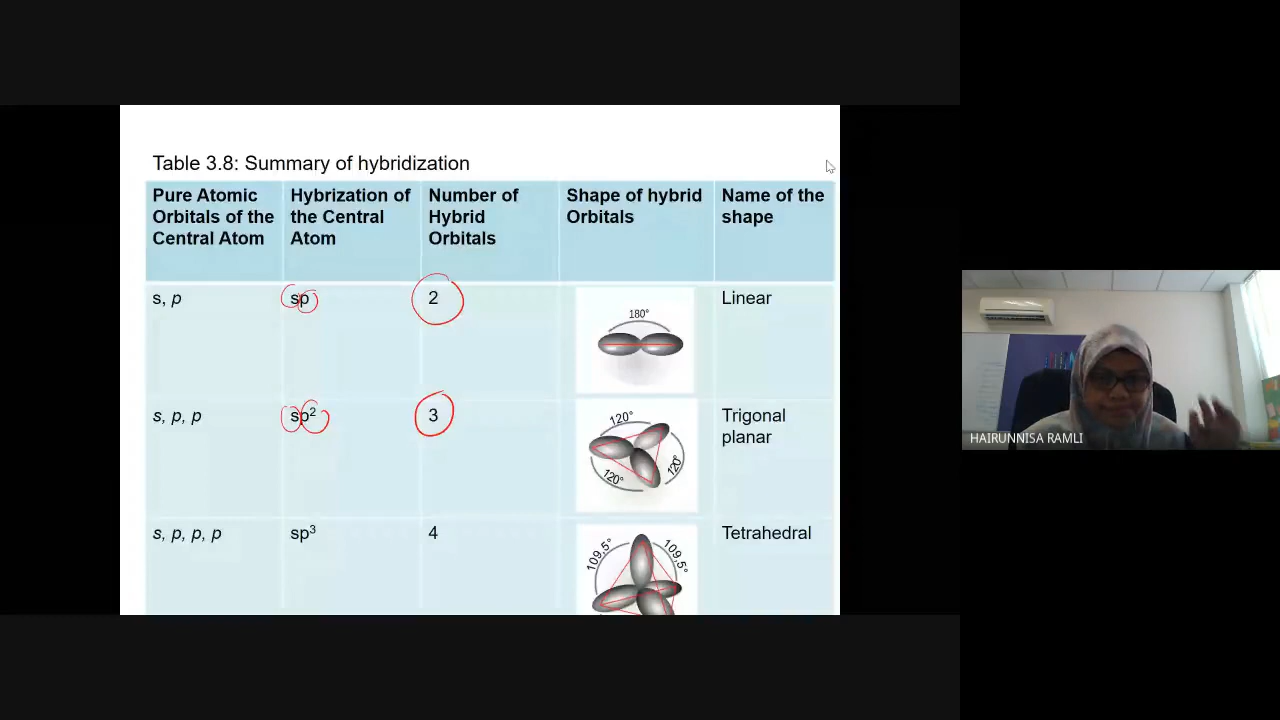 Table 3.8: Summary of hybridization
Pure Atomic
Orbitals of the
Central Atom
Hybrization of
the Central
Atom
Number of
Hybrid
Orbitals
Shape of hybrid
Orbitals
Name of the
shape
s, p
sp
2
180°
Linear
s, p, p
sp²
3
120°
120°
120°
Trigonal
planar
s, p, p, p
sp³
4
109,5°
109,5°
Tetrahedral
HAIRUNNISA RAMLI